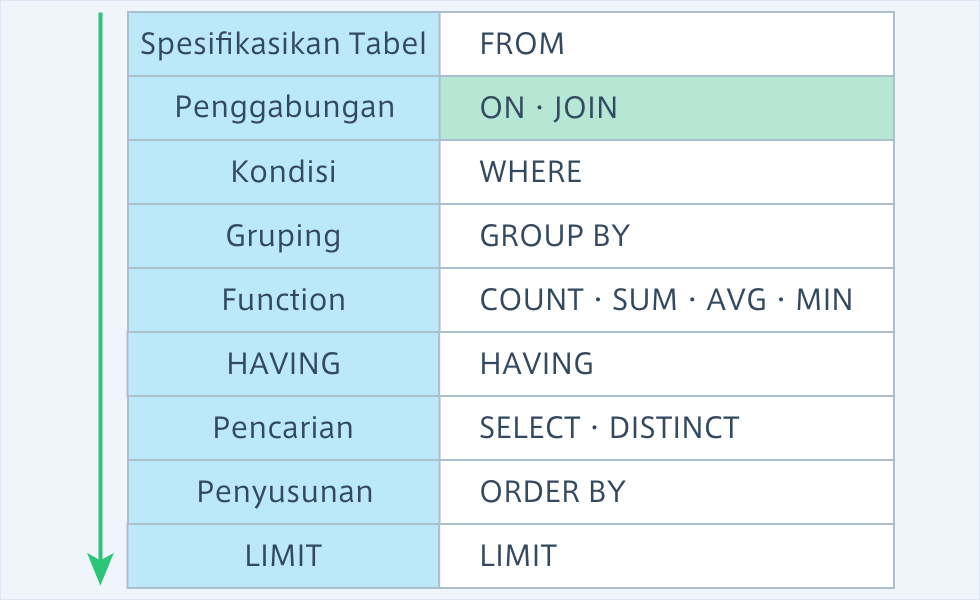 Spesifikasikan Tabel FROM
Penggabungan ON · JOIN
Kondisi WHERE
Gruping GROUP BY
Function COUNT · SUM · AVG · MIN
HAVING HAVING
Pencarian SELECT · DISTINCT
Penyusunan ORDER BY
LIMIT LIMIT